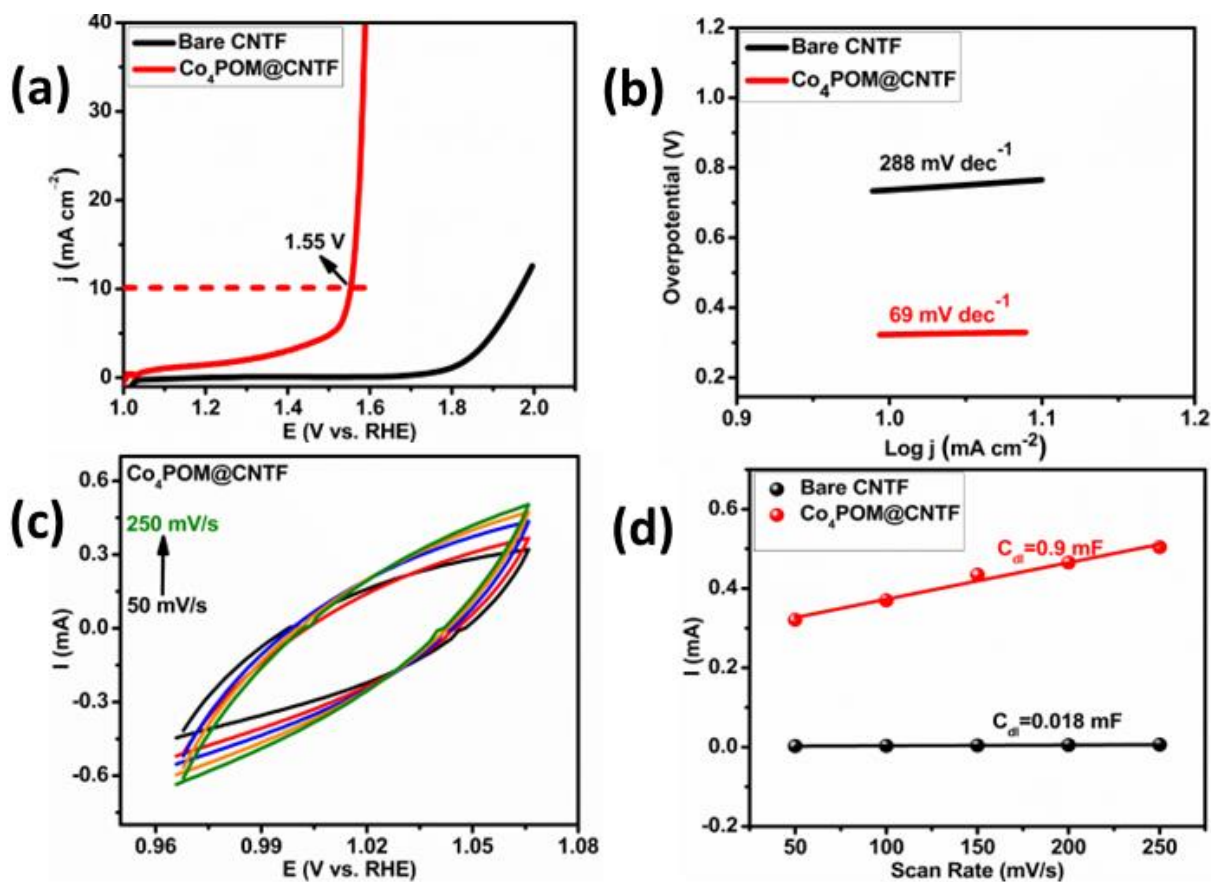 (a)
Bare CNTF
Co₄POM@CNTF
1.55 V
40
30
20
10
0
j (mA cm⁻²)
1.0 1.2 1.4 1.6 1.8 2.0
E (V vs. RHE)
(b)
Bare CNTF
Co₄POM@CNTF
288 mV dec⁻¹
69 mV dec⁻¹
1.2
1.0
0.8
0.6
0.4
0.2
Overpotential (V)
0.9 1.0 1.1 1.2
Log j (mA cm⁻²)
(c)
Co₄POM@CNTF
250 mV/s
50 mV/s
0.6
0.3
0.0
-0.3
-0.6
I (mA)
0.96 0.99 1.02 1.05 1.08
E (V vs. RHE)
(d)
Bare CNTF
Co₄POM@CNTF
C_dl=0.9 mF
C_dl=0.018 mF
0.6
0.4
0.2
0.0
-0.2
I (mA)
50 100 150 200 250
Scan Rate (mV/s)